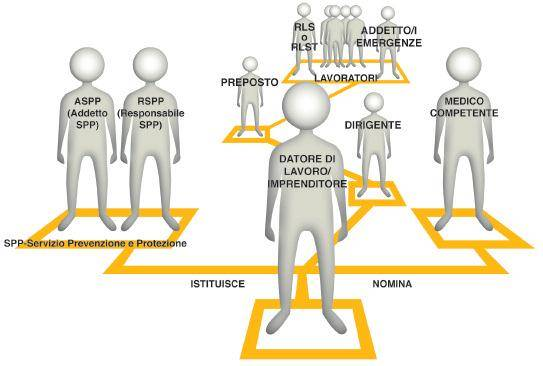 RLS
o
RLST
ADDETTO/I
EMERGENZE
LAVORATORI
PREPOSTO
ASPP
(Addetto
SPP)
RSPP
(Responsabile
SPP)
MEDICO
COMPETENTE
DIRIGENTE
DATORE DI
LAVORO/
IMPRENDITORE
SPP-Servizio Prevenzione e Protezione
ISTITUISCE
NOMINA